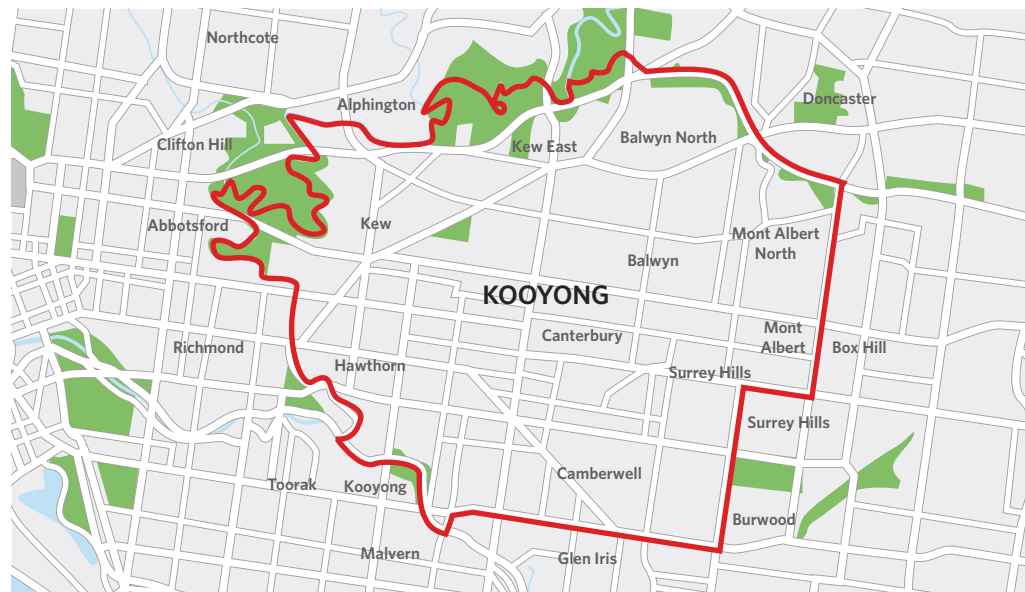 Northcote
Alphington
Doncaster
Clifton Hill
Kew East
Balwyn North
Abbotsford
Kew
Mont Albert
North
Balwyn
KOOYONG
Canterbury
Mont
Albert
Richmond
Box Hill
Hawthorn
Surrey Hills
Surrey Hills
Camberwell
Toorak
Kooyong
Burwood
Malvern
Glen Iris